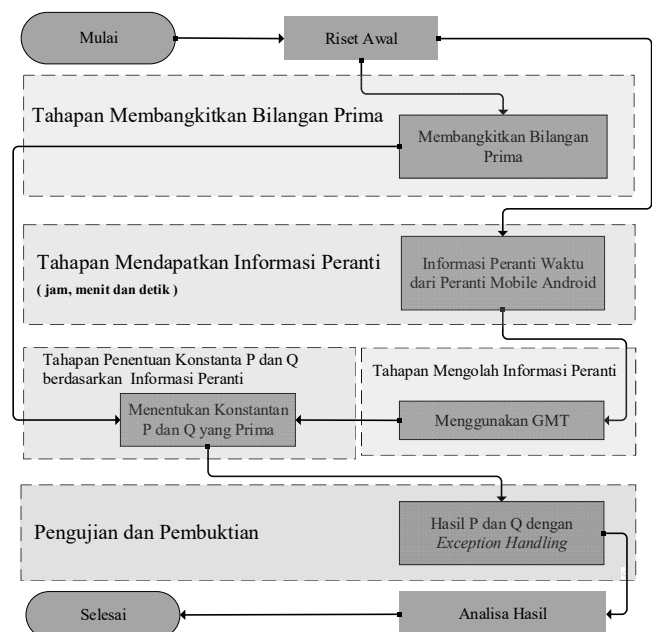 Mulai
Riset Awal
Tahapan Membangkitkan Bilangan Prima
Membangkitkan Bilangan
Prima
Tahapan Mendapatkan Informasi Peranti
( jam, menit dan detik )
Informasi Peranti Waktu
dari Peranti Mobile Android
Tahapan Penentuan Konstanta P dan Q
berdasarkan Informasi Peranti
Menentukan Konstantan
P dan Q yang Prima
Tahapan Mengolah Informasi Peranti
Menggunakan GMT
Pengujian dan Pembuktian
Hasil P dan Q dengan
Exception Handling
Selesai
Analisa Hasil